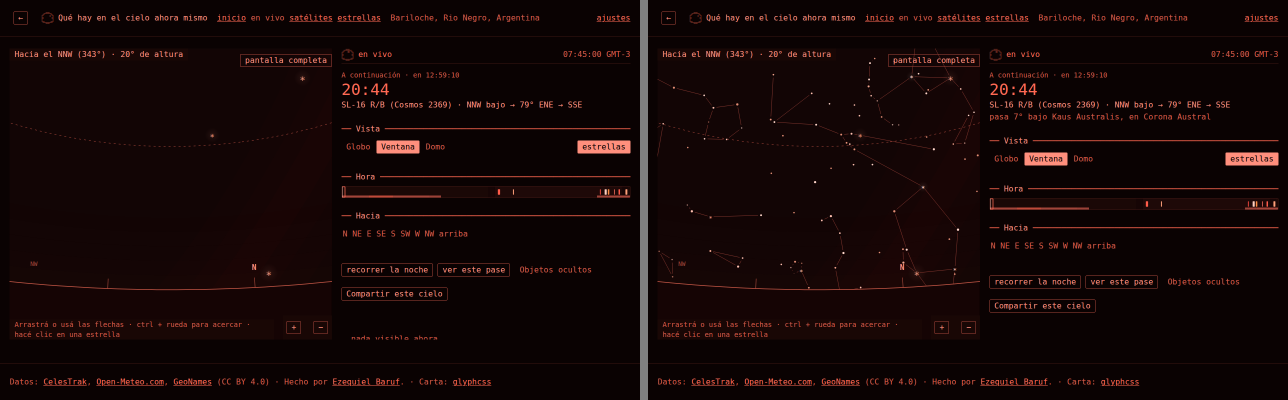 ← Qué hay en el cielo ahora mismo inicio en vivo satélites estrellas Bariloche, Río Negro, Argentina ajustes
Hacia el NNW (343°) · 20° de altura
pantalla completa
NW
N
Arrastrá o usá las flechas · ctrl + rueda para acercar ·
hacé clic en una estrella
+ −
en vivo 07:45:00 GMT-3
A continuación · en 12:59:10
20:44
SL-16 R/B (Cosmos 2369) · NNW bajo → 79° ENE → SSE
Vista
Globo Ventana Domo estrellas
Hora
Hacia
N NE E SE S SW W NW arriba
recorrer la noche ver este pase Objetos ocultos
Compartir este cielo
nada visible ahora
Datos: CelesTrak, Open-Meteo.com, GeoNames (CC BY 4.0) · Hecho por Ezequiel Baruf. · Carta: glyphcss
← Qué hay en el cielo ahora mismo inicio en vivo satélites estrellas Bariloche, Río Negro, Argentina ajustes
Hacia el NNW (343°) · 20° de altura
pantalla completa
NW
N
Arrastrá o usá las flechas · ctrl + rueda para acercar ·
hacé clic en una estrella
+ −
en vivo 07:45:00 GMT-3
A continuación · en 12:59:10
20:44
SL-16 R/B (Cosmos 2369) · NNW bajo → 79° ENE → SSE
pasa 7° bajo Kaus Australis, en Corona Austral
Vista
Globo Ventana Domo estrellas
Hora
Hacia
N NE E SE S SW W NW arriba
recorrer la noche ver este pase Objetos ocultos
Compartir este cielo
Datos: CelesTrak, Open-Meteo.com, GeoNames (CC BY 4.0) · Hecho por Ezequiel Baruf. · Carta: glyphcss